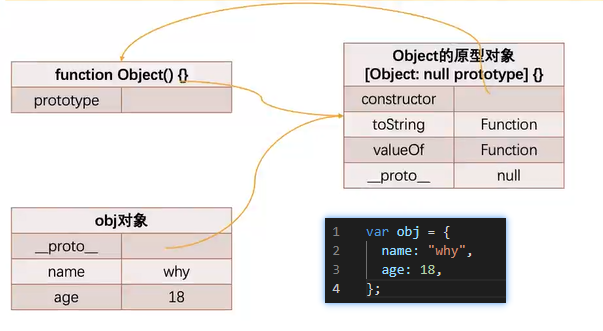 function Object() {}
prototype
Object的原型对象
[Object: null prototype] {}
constructor
toString Function
valueOf Function
__proto__ null
obj对象
__proto__
name why
age 18
1 var obj = {
2 name: "why",
3 age: 18,
4 };